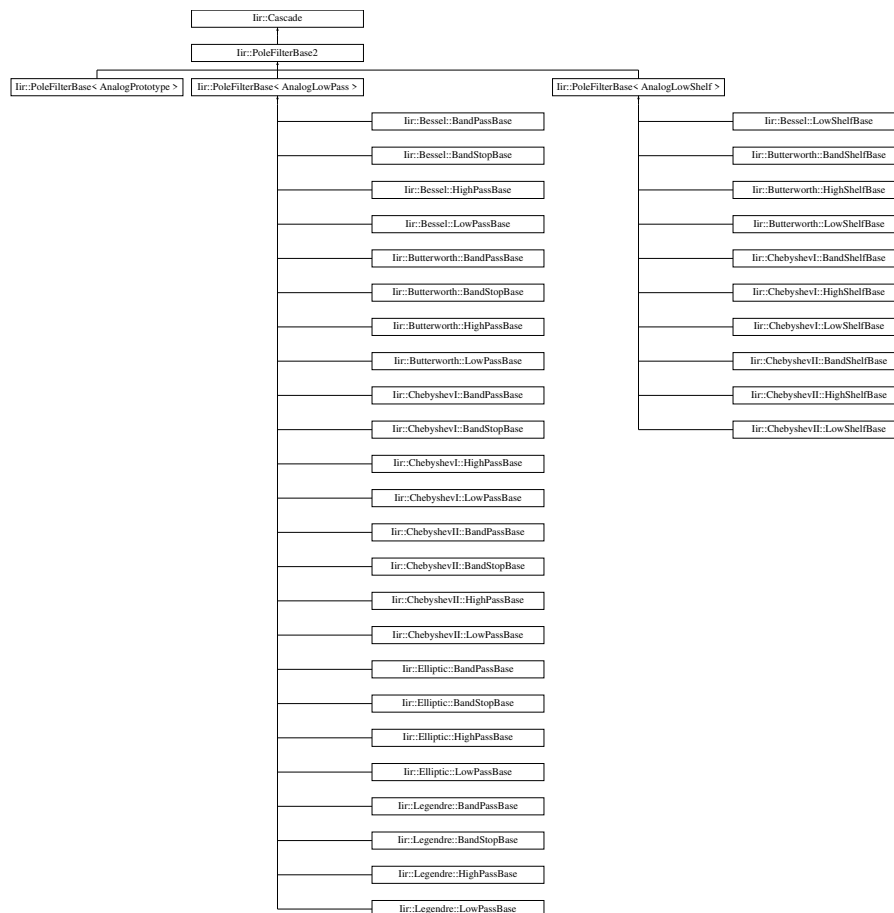 Iir::Cascade
Iir::PoleFilterBase2
Iir::PoleFilterBase< AnalogPrototype >
Iir::PoleFilterBase< AnalogLowPass >
Iir::PoleFilterBase< AnalogLowShelf >
Iir::Bessel::BandPassBase
Iir::Bessel::BandStopBase
Iir::Bessel::HighPassBase
Iir::Bessel::LowPassBase
Iir::Butterworth::BandPassBase
Iir::Butterworth::BandStopBase
Iir::Butterworth::HighPassBase
Iir::Butterworth::LowPassBase
Iir::ChebyshevI::BandPassBase
Iir::ChebyshevI::BandStopBase
Iir::ChebyshevI::HighPassBase
Iir::ChebyshevI::LowPassBase
Iir::ChebyshevII::BandPassBase
Iir::ChebyshevII::BandStopBase
Iir::ChebyshevII::HighPassBase
Iir::ChebyshevII::LowPassBase
Iir::Elliptic::BandPassBase
Iir::Elliptic::BandStopBase
Iir::Elliptic::HighPassBase
Iir::Elliptic::LowPassBase
Iir::Legendre::BandPassBase
Iir::Legendre::BandStopBase
Iir::Legendre::HighPassBase
Iir::Legendre::LowPassBase
Iir::Bessel::LowShelfBase
Iir::Butterworth::BandShelfBase
Iir::Butterworth::HighShelfBase
Iir::Butterworth::LowShelfBase
Iir::ChebyshevI::BandShelfBase
Iir::ChebyshevI::HighShelfBase
Iir::ChebyshevI::LowShelfBase
Iir::ChebyshevII::BandShelfBase
Iir::ChebyshevII::HighShelfBase
Iir::ChebyshevII::LowShelfBase